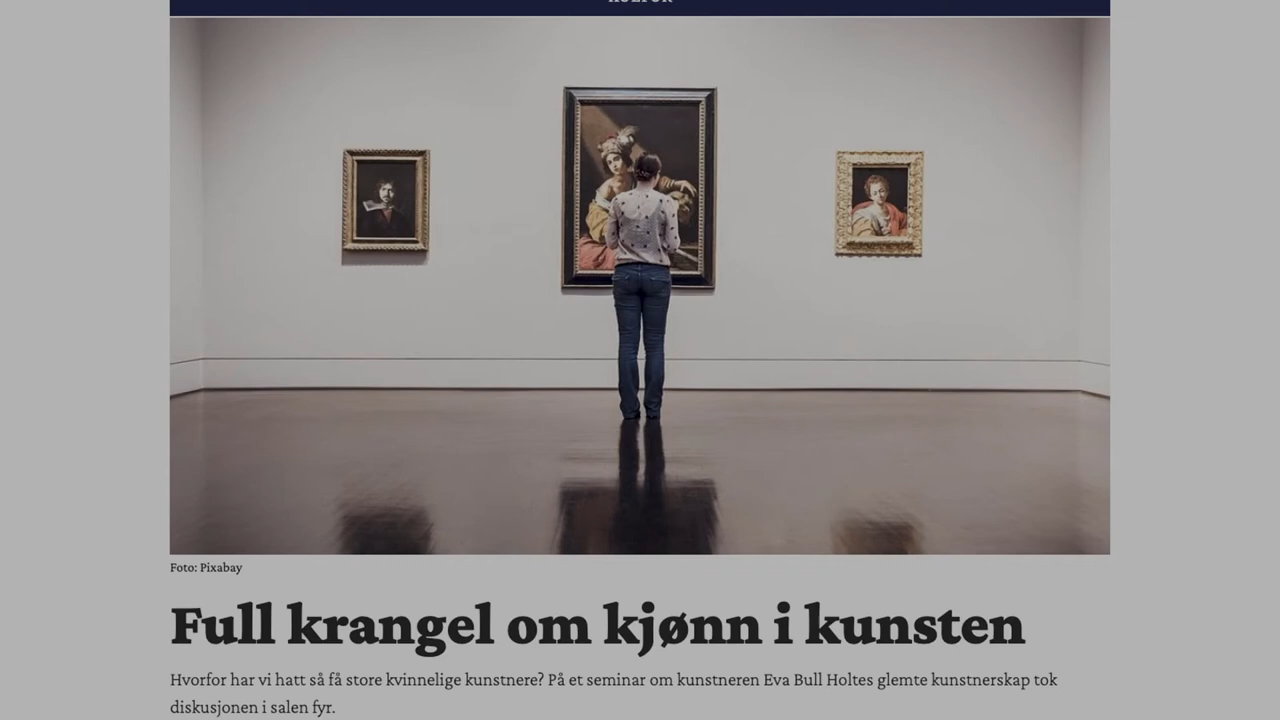 Foto: Pixabay
Full krangel om kjønn i kunsten
Hvorfor har vi hatt så få store kvinnelige kunstnere? På et seminar om kunstneren Eva Bull Holtes glemte kunstnerskap tok
diskusjonen i salen fyr.